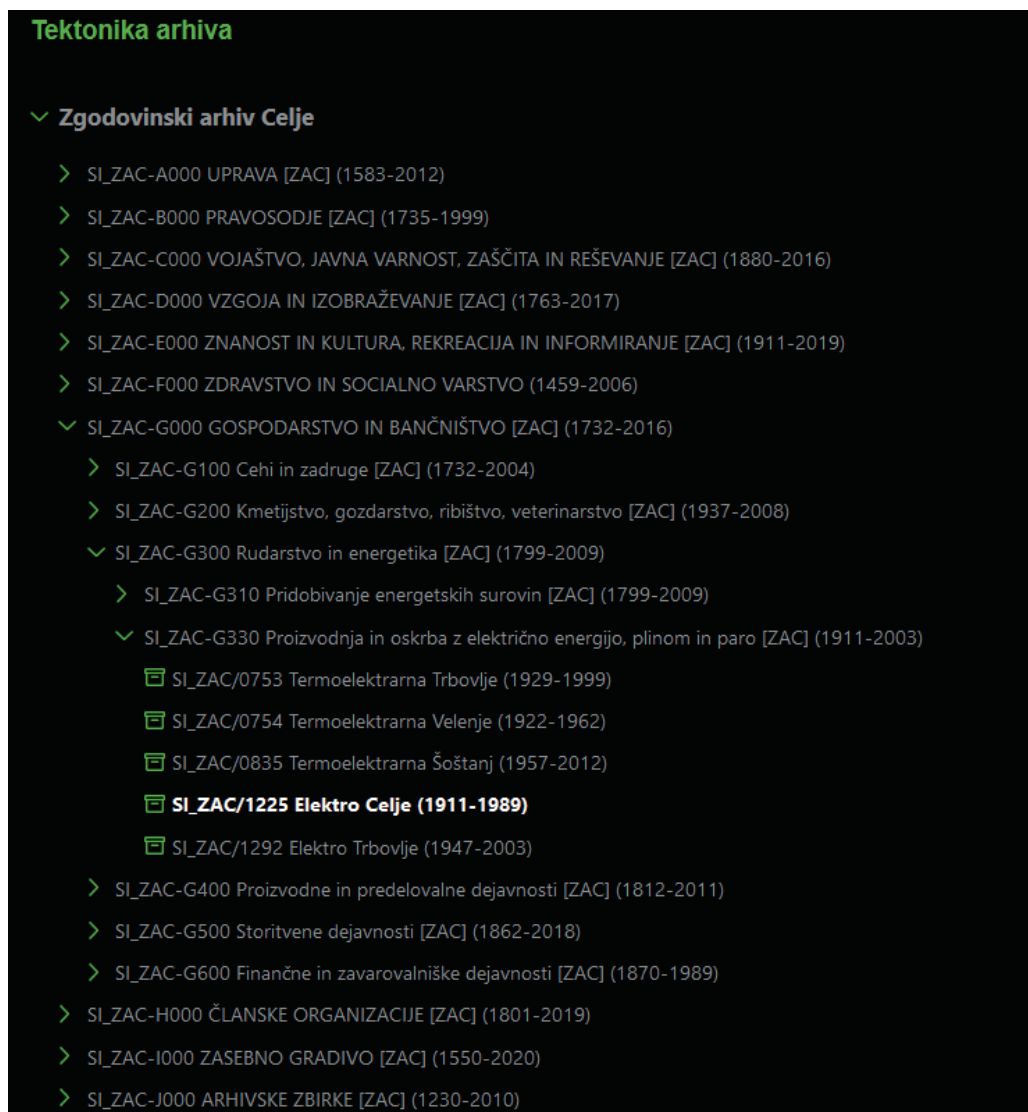 Tektonika arhiva
Zgodovinski arhiv Celje
SI_ZAC-A000 UPRAVA [ZAC] (1583-2012)
SI_ZAC-B000 PRAVOSODJE [ZAC] (1735-1999)
SI_ZAC-C000 VOJAŠTVO, JAVNA VARNOST, ZAŠČITA IN REŠEVANJE [ZAC] (1880-2016)
SI_ZAC-D000 VZGOJA IN IZOBRAŽEVANJE [ZAC] (1763-2017)
SI_ZAC-E000 ZNANOST IN KULTURA, REKREACIJA IN INFORMIRANJE [ZAC] (1911-2019)
SI_ZAC-F000 ZDRAVSTVO IN SOCIALNO VARSTVO (1459-2006)
SI_ZAC-G000 GOSPODARSTVO IN BANČNIŠTVO [ZAC] (1732-2016)
SI_ZAC-G100 Cehi in zadruge [ZAC] (1732-2004)
SI_ZAC-G200 Kmetijstvo, gozdarstvo, ribištvo, veterinarstvo [ZAC] (1937-2008)
SI_ZAC-G300 Rudarstvo in energetika [ZAC] (1799-2009)
SI_ZAC-G310 Pridobivanje energetskih surovin [ZAC] (1799-2009)
SI_ZAC-G330 Proizvodnja in oskrba z električno energijo, plinom in paro [ZAC] (1911-2003)
SI_ZAC/0753 Termoelektrarna Trbovlje (1929-1999)
SI_ZAC/0754 Termoelektrarna Velenje (1922-1962)
SI_ZAC/0835 Termoelektrarna Šoštanj (1957-2012)
SI_ZAC/1225 Elektro Celje (1911-1989)
SI_ZAC/1292 Elektro Trbovlje (1947-2003)
SI_ZAC-G400 Proizvodne in predelovalne dejavnosti [ZAC] (1812-2011)
SI_ZAC-G500 Storitvene dejavnosti [ZAC] (1862-2018)
SI_ZAC-G600 Finančne in zavarovalniške dejavnosti [ZAC] (1870-1989)
SI_ZAC-H000 ČLANSKE ORGANIZACIJE [ZAC] (1801-2019)
SI_ZAC-I000 ZASEBNO GRADIVO [ZAC] (1550-2020)
SI_ZAC-J000 ARHIVSKE ZBIRKE [ZAC] (1230-2010)